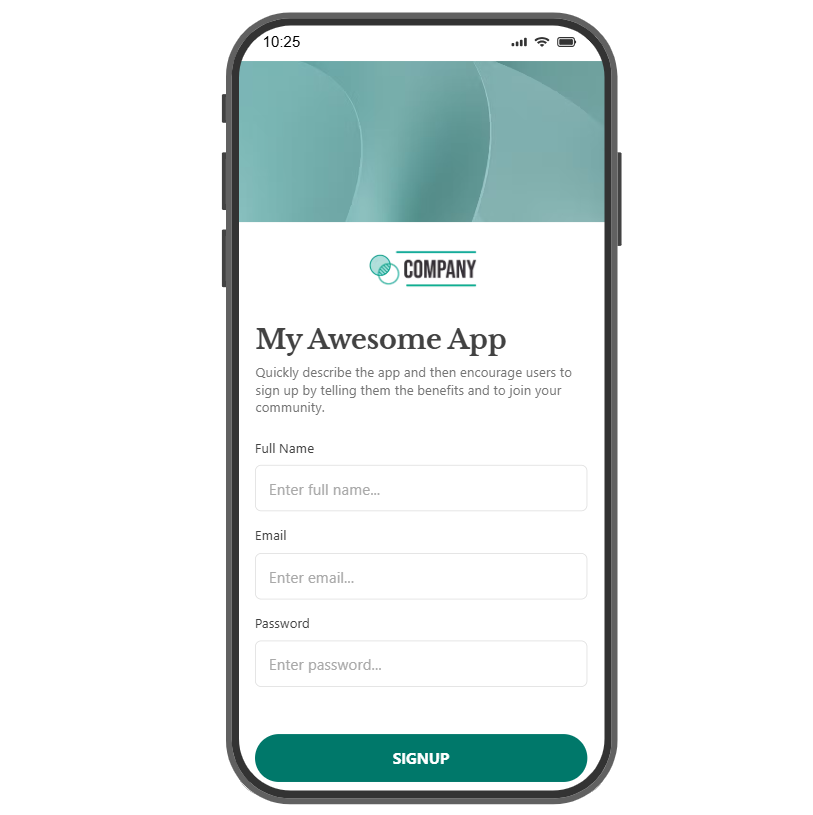 10:25
COMPANY
My Awesome App
Quickly describe the app and then encourage users to
sign up by telling them the benefits and to join your
community.
Full Name
Enter full name...
Email
Enter email...
Password
Enter password...
SIGNUP